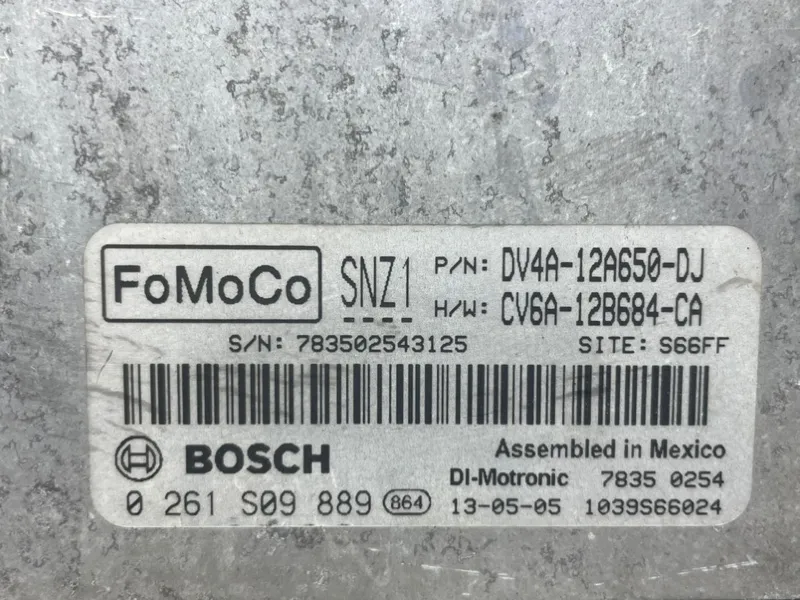 FoMoCo SNZ1 P/N: DV4A-12A650-DJ
---- H/W: CV6A-12B684-CA
S/N: 783502543125 SITE: S66FF
BOSCH Assembled in Mexico
DI-Motronic 7835 0254
0 261 S09 889 864 13-05-05 1039S66024